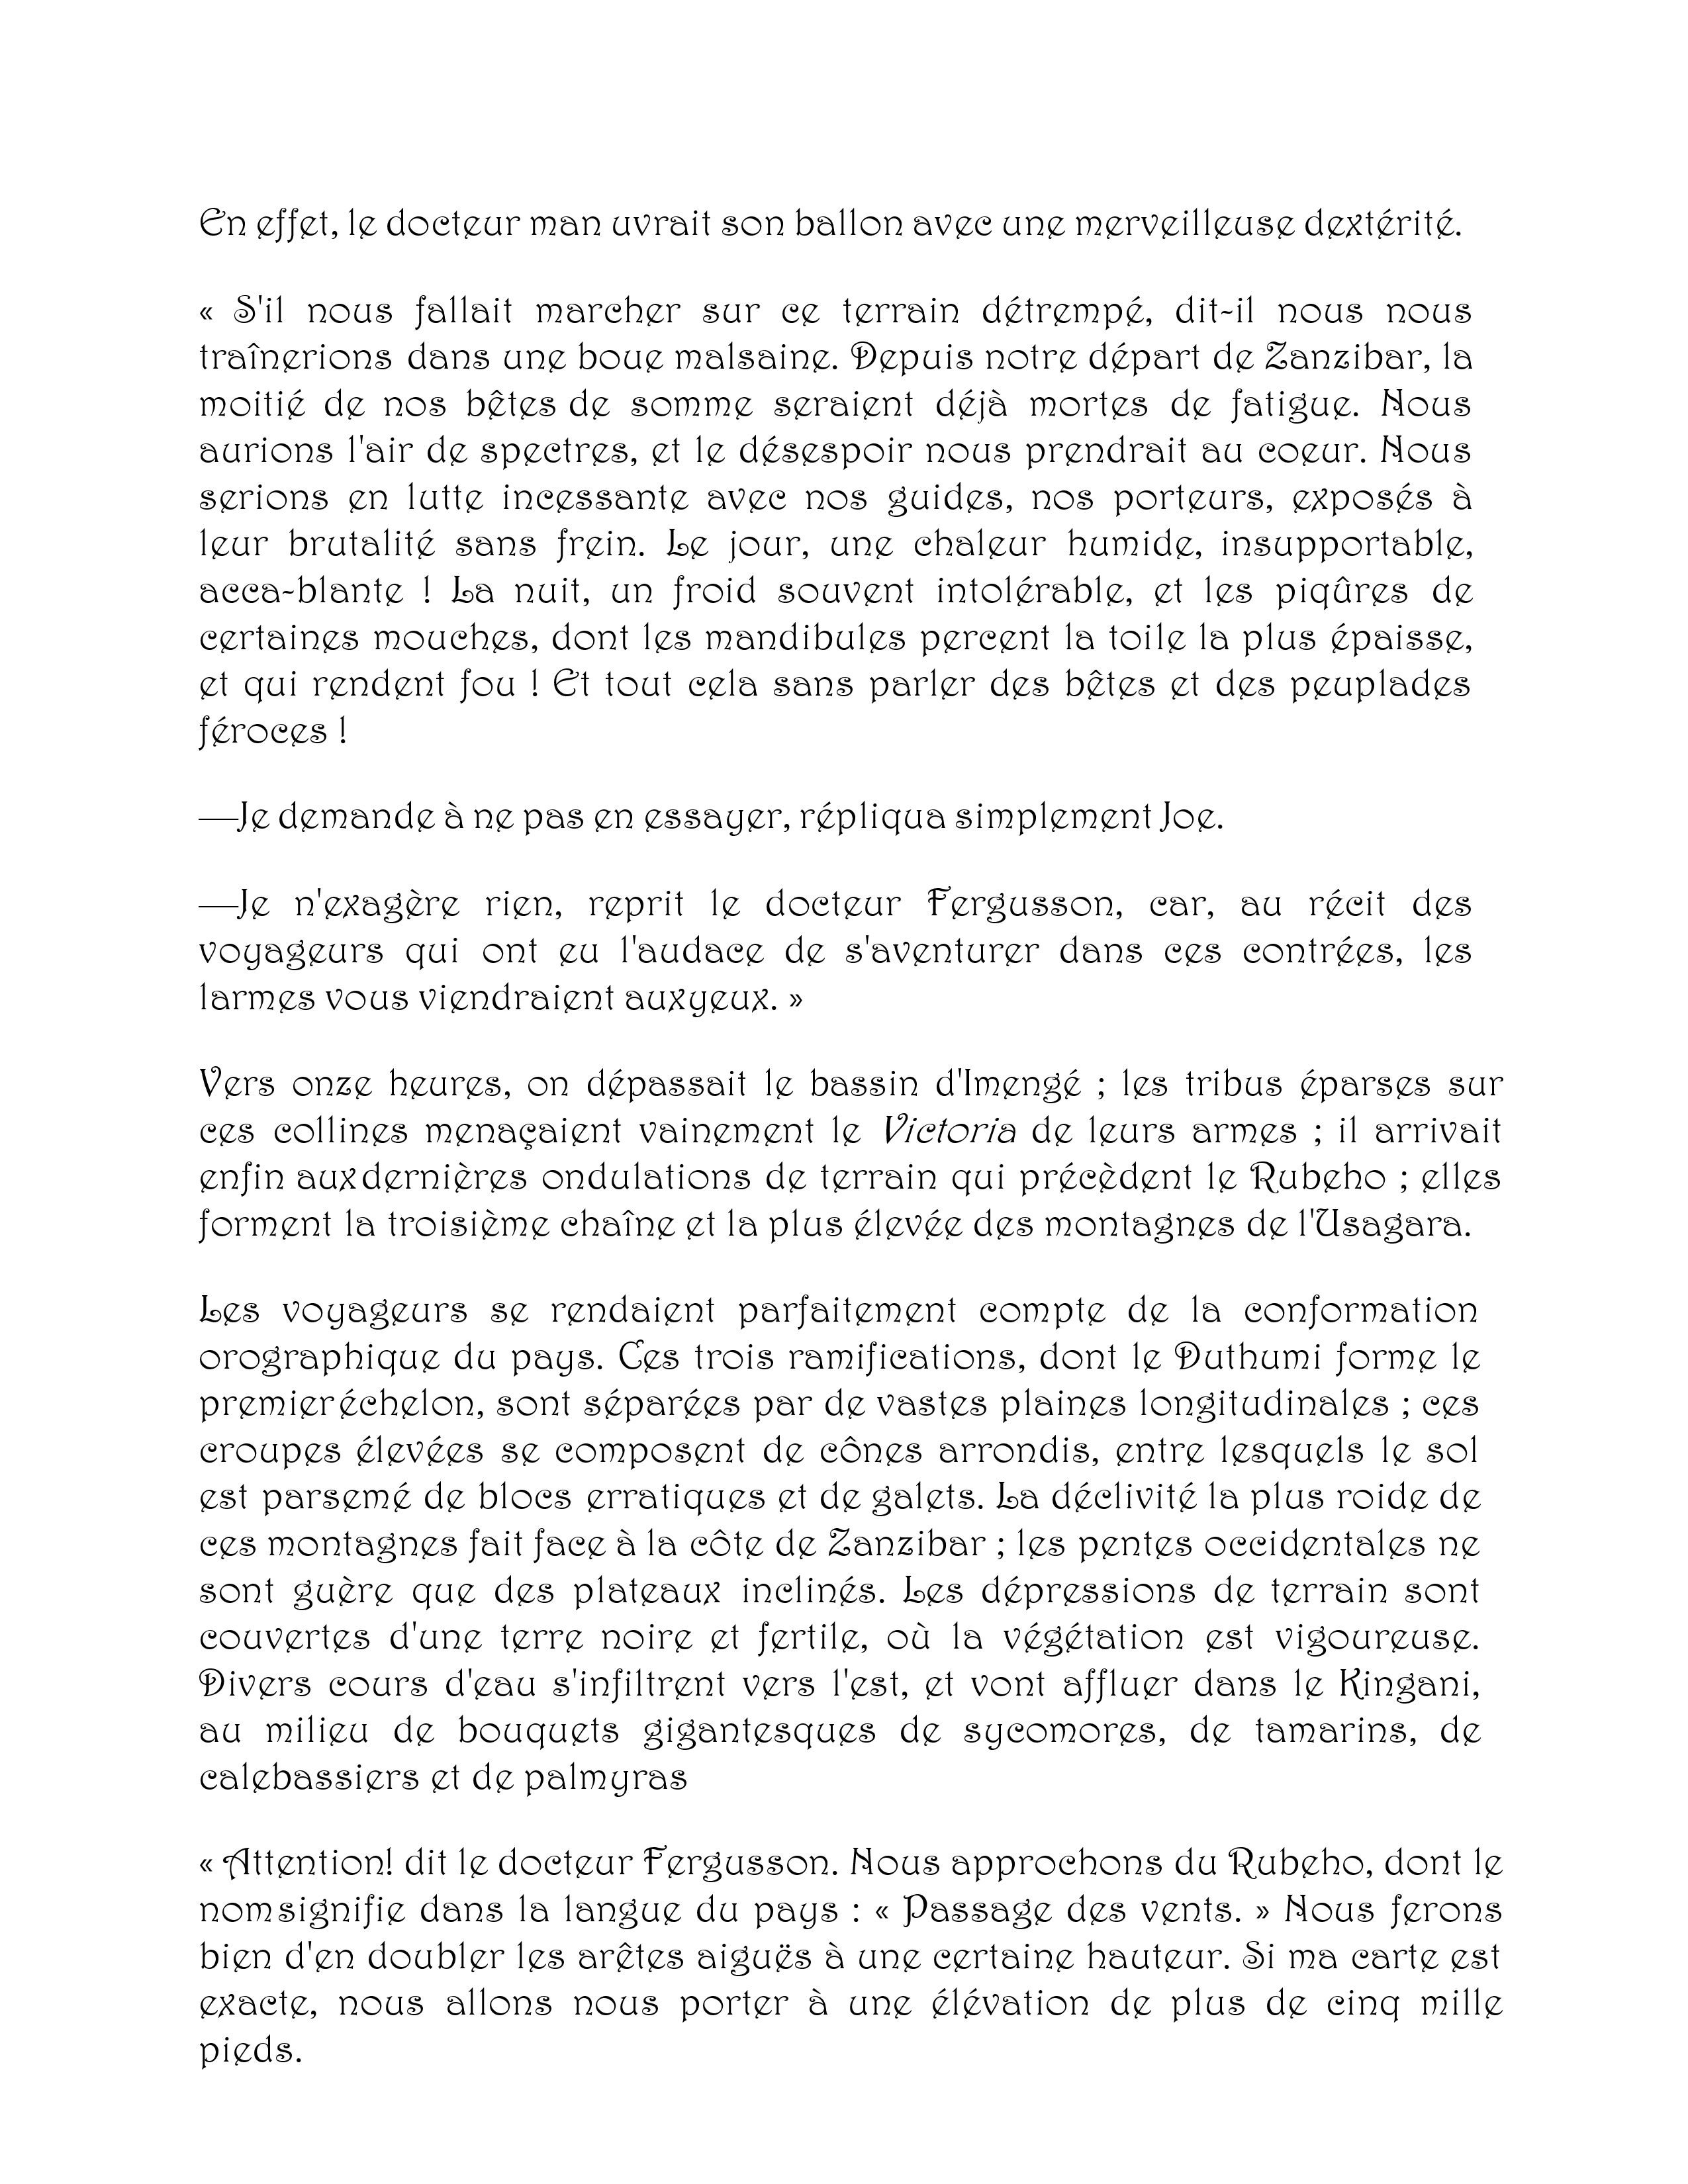 En effet, le docteur man uvrait son ballon avec une merveilleuse dextérité.
« S'il nous fallait marcher sur ce terrain détrempé, dit-il nous nous
traînerions dans une boue malsaine. Depuis notre départ de Zanzibar, la
moitié de nos bêtes de somme seraient déjà mortes de fatigue. Nous
aurions l'air de spectres, et le désespoir nous prendrait au coeur. Nous
serions en lutte incessante avec nos guides, nos porteurs, exposés à
leur brutalité sans frein. Le jour, une chaleur humide, insupportable,
acca-blante ! La nuit, un froid souvent intolérable, et les piqûres de
certaines mouches, dont les mandibules percent la toile la plus épaisse,
et qui rendent fou ! Et tout cela sans parler des bêtes et des peuplades
féroces !
—Je demande à ne pas en essayer, répliqua simplement Joe.
—Je n'exagère rien, reprit le docteur Fergusson, car, au récit des
voyageurs qui ont eu l'audace de s'aventurer dans ces contrées, les
larmes vous viendraient auxyeux. »
Vers onze heures, on dépassait le bassin d'Imengé ; les tribus éparses sur
ces collines menaçaient vainement le Victoria de leurs armes ; il arrivait
enfin auxdernières ondulations de terrain qui précèdent le Rubeho ; elles
forment la troisième chaîne et la plus élevée des montagnes de l'Usagara.
Les voyageurs se rendaient parfaitement compte de la conformation
orographique du pays. Ces trois ramifications, dont le Duthumi forme le
premieréchelon, sont séparées par de vastes plaines longitudinales ; ces
croupes élevées se composent de cônes arrondis, entre lesquels le sol
est parsemé de blocs erratiques et de galets. La déclivité la plus roide de
ces montagnes fait face à la côte de Zanzibar ; les pentes occidentales ne
sont guère que des plateaux inclinés. Les dépressions de terrain sont
couvertes d'une terre noire et fertile, où la végétation est vigoureuse.
Divers cours d'eau s'infiltrent vers l'est, et vont affluer dans le Kingani,
au milieu de bouquets gigantesques de sycomores, de tamarins, de
calebassiers et de palmyras
« Attention! dit le docteur Fergusson. Nous approchons du Rubeho, dont le
nomsignifie dans la langue du pays : « Passage des vents. » Nous ferons
bien d'en doubler les arêtes aiguës à une certaine hauteur. Si ma carte est
exacte, nous allons nous porter à une élévation de plus de cinq mille
pieds.